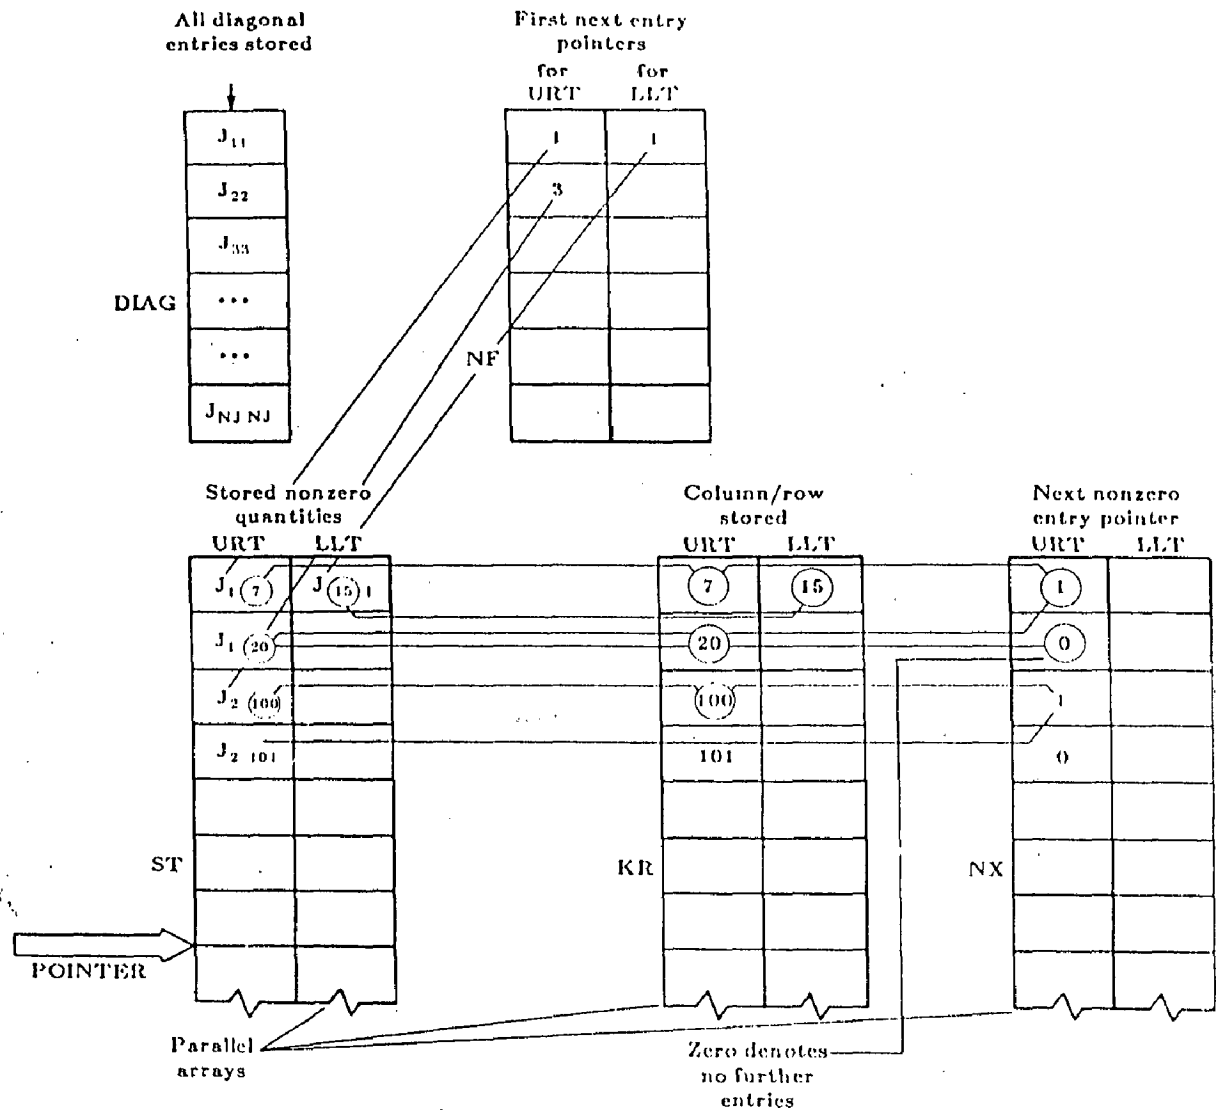 All diagonal
entries stored
First next entry
pointers
for for
URT LLT
J11
J22
J33
...
...
JNJ NJ
DIAG
1 1
3
NF
Stored nonzero
quantities
URT LLT
Column/row
stored
URT LLT
Next nonzero
entry pointer
URT LLT
J1 7 J 15 1 7 15 1
J1 20 20 0
J2 100 100 1
J2 101 101 0
ST KR NX
POINTER
Parallel
arrays
Zero denotes
no further
entries